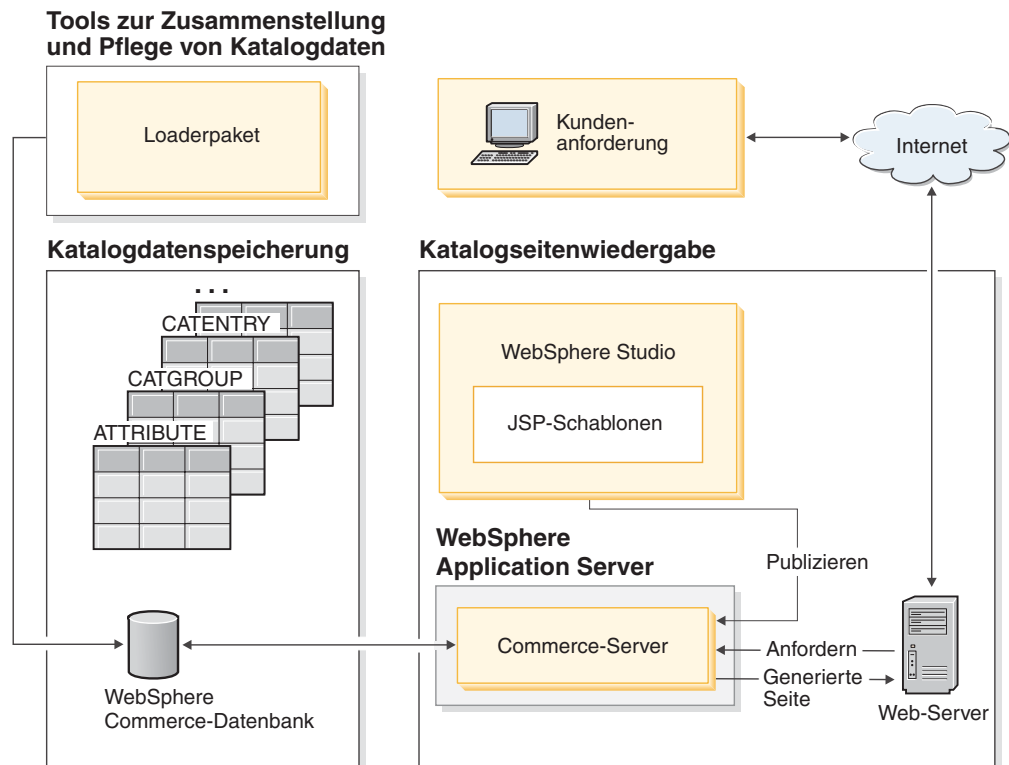 Tools zur Zusammenstellung
und Pflege von Katalogdaten
Loaderpaket
Kunden-
anforderung
Internet
Katalogdatenspeicherung
Katalogseitenwiedergabe
...
CATENTRY
CATGROUP
ATTRIBUTE
WebSphere Studio
JSP-Schablonen
WebSphere
Application Server
Publizieren
Commerce-Server
Anfordern
Generierte
Seite
Web-Server
WebSphere
Commerce-Datenbank